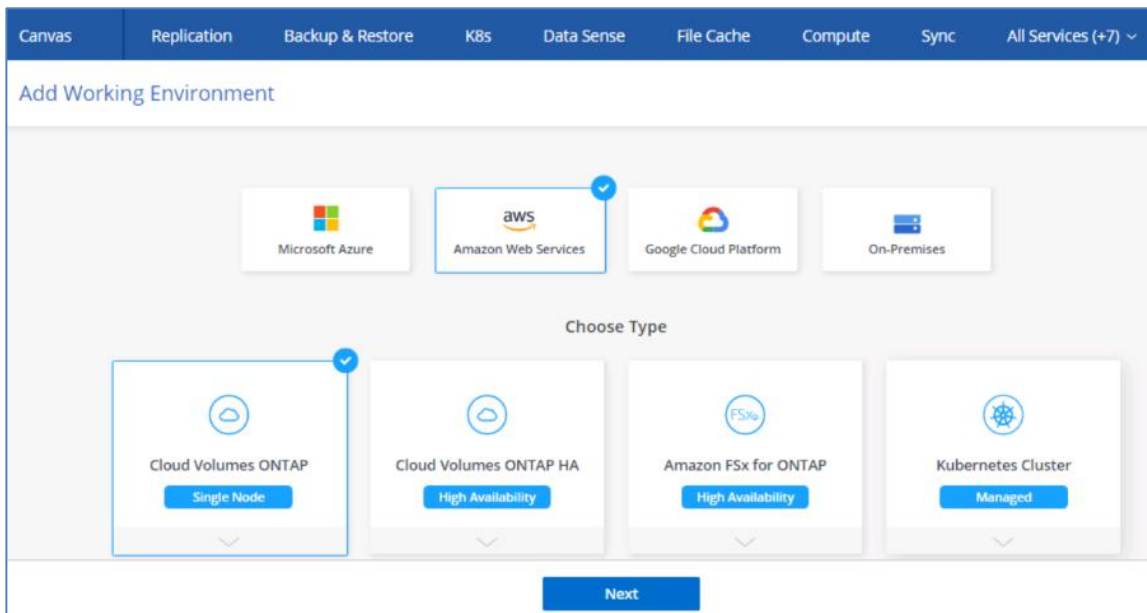 Canvas Replication Backup & Restore K8s Data Sense File Cache Compute Sync All Services (+7)
Add Working Environment
aws
Microsoft Azure Amazon Web Services Google Cloud Platform On-Premises
Choose Type
FSx
Cloud Volumes ONTAP Cloud Volumes ONTAP HA Amazon FSx for ONTAP Kubernetes Cluster
Single Node High Availability High Availability Managed
Next